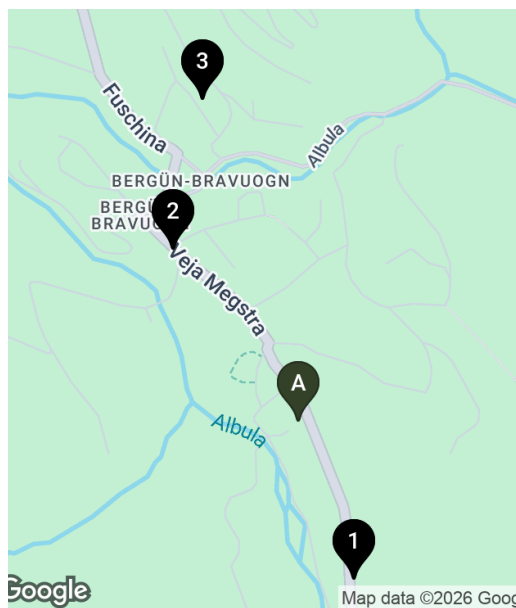 3
Fuschina
Albula
BERGÜN-BRAVUOGN
2
Veja Megstra
A
Albula
1
Google
Map data ©2026 Goog